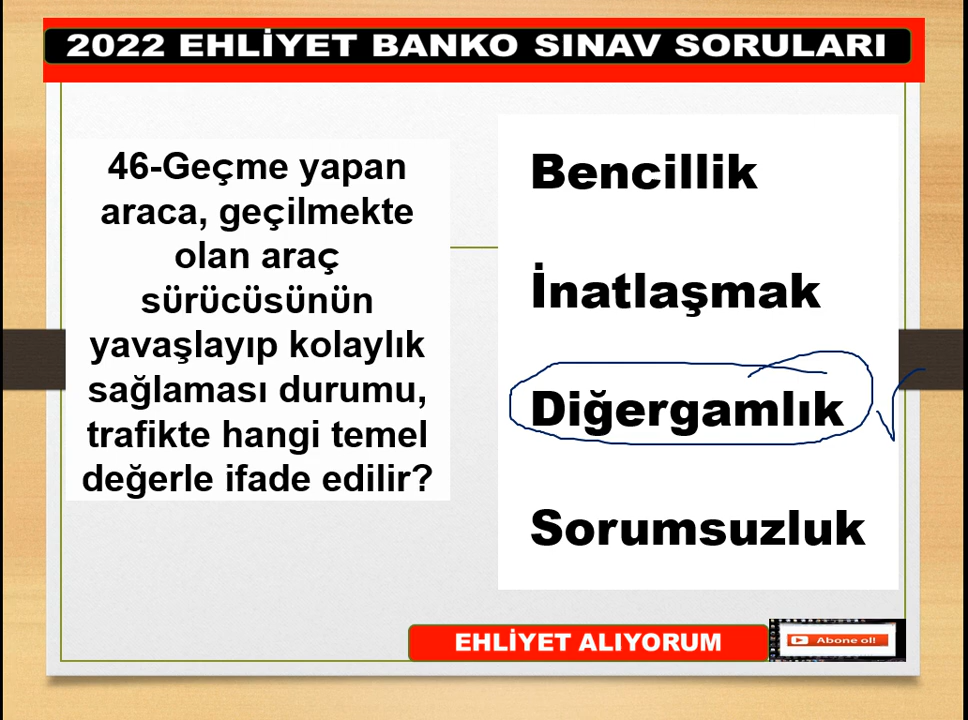 2022 EHLİYET BANKO SINAV SORULARI
46-Geçme yapan
araca, geçilmekte
olan araç
sürücüsünün
yavaşlayıp kolaylık
sağlaması durumu,
trafikte hangi temel
değerle ifade edilir?
Bencillik
İnatlaşmak
Diğergamlık
Sorumsuzluk
EHLİYET ALIYORUM
Abone ol!